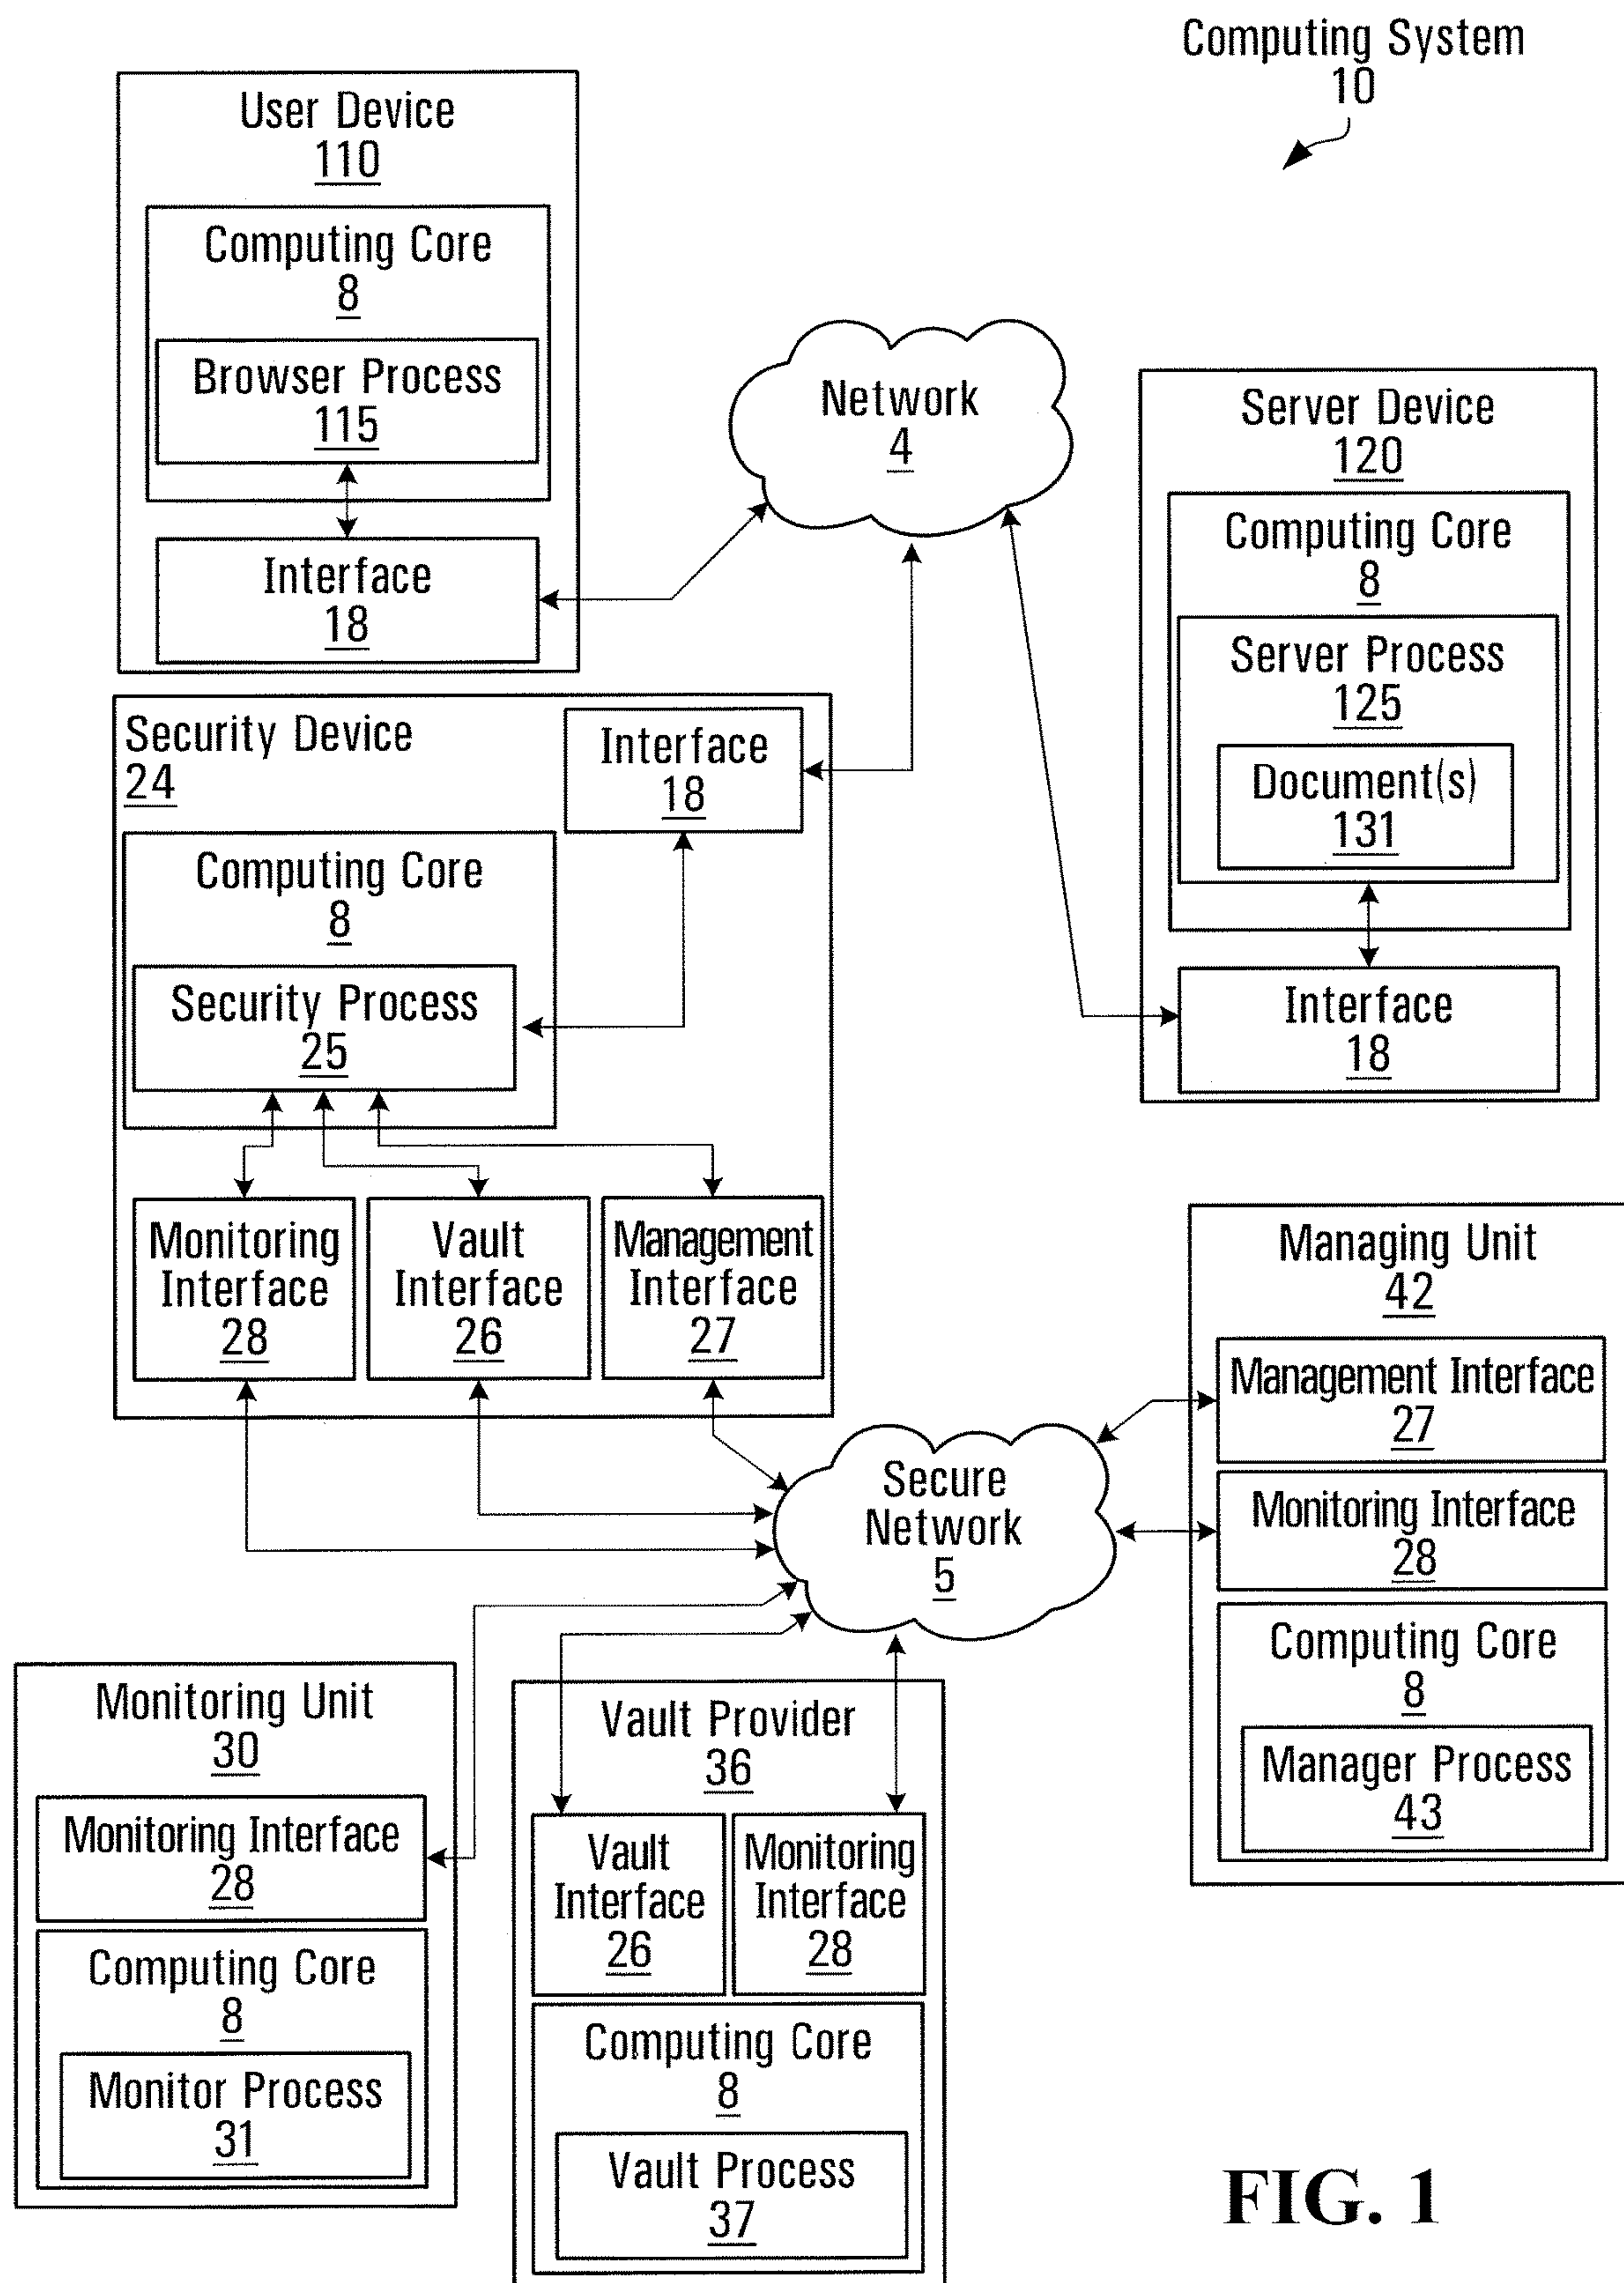 Computing System
10
User Device
110
Computing Core
8
Browser Process
115
Interface
18
Network
4
Server Device
120
Computing Core
8
Server Process
125
Document(s)
131
Interface
18
Security Device
24
Interface
18
Computing Core
8
Security Process
25
Monitoring
Interface
28
Vault
Interface
26
Management
Interface
27
Managing Unit
42
Management Interface
27
Monitoring Interface
28
Computing Core
8
Manager Process
43
Secure
Network
5
Monitoring Unit
30
Monitoring Interface
28
Computing Core
8
Monitor Process
31
Vault Provider
36
Vault
Interface
26
Monitoring
Interface
28
Computing Core
8
Vault Process
37
FIG. 1